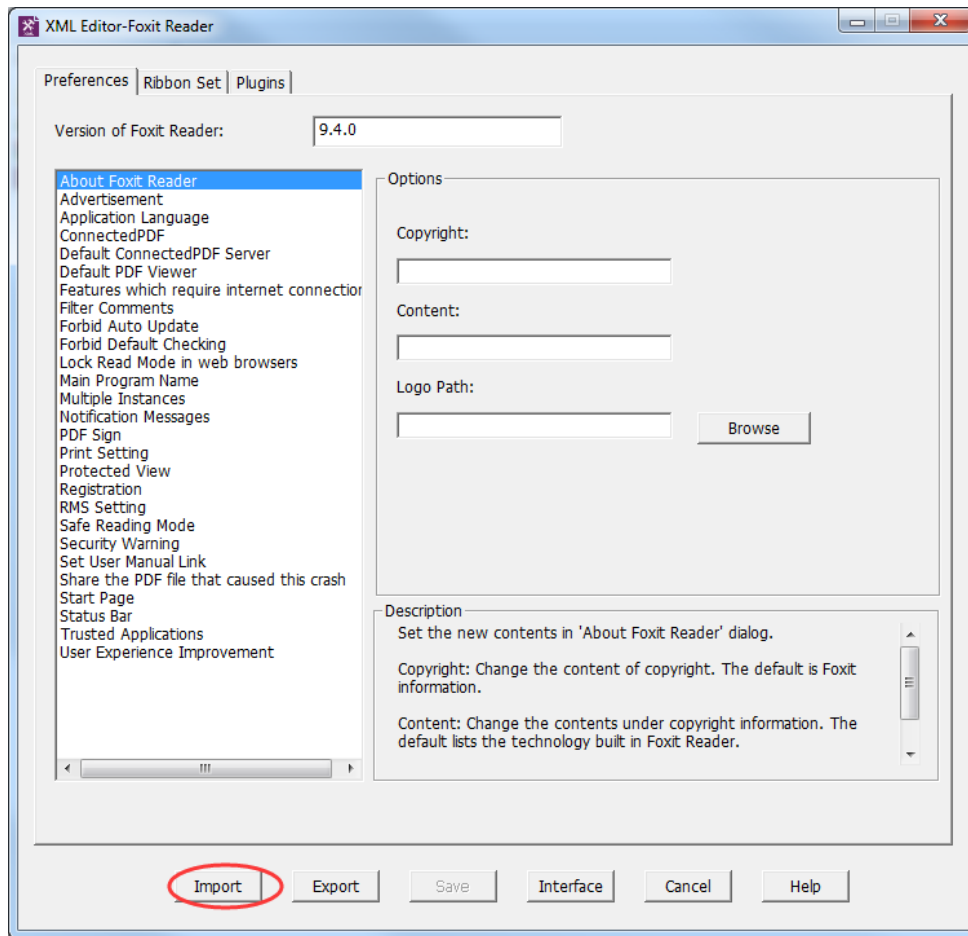 XML Editor-Foxit Reader
Preferences
Ribbon Set
Plugins
Version of Foxit Reader:
9.4.0
About Foxit Reader
Advertisement
Application Language
ConnectedPDF
Default ConnectedPDF Server
Default PDF Viewer
Features which require internet connection
Filter Comments
Forbid Auto Update
Forbid Default Checking
Lock Read Mode in web browsers
Main Program Name
Multiple Instances
Notification Messages
PDF Sign
Print Setting
Protected View
Registration
RMS Setting
Safe Reading Mode
Security Warning
Set User Manual Link
Share the PDF file that caused this crash
Start Page
Status Bar
Trusted Applications
User Experience Improvement
Options
Copyright:
Content:
Logo Path:
Browse
Description
Set the new contents in 'About Foxit Reader' dialog.
Copyright: Change the content of copyright. The default is Foxit
information.
Content: Change the contents under copyright information. The
default lists the technology built in Foxit Reader.
Import
Export
Save
Interface
Cancel
Help